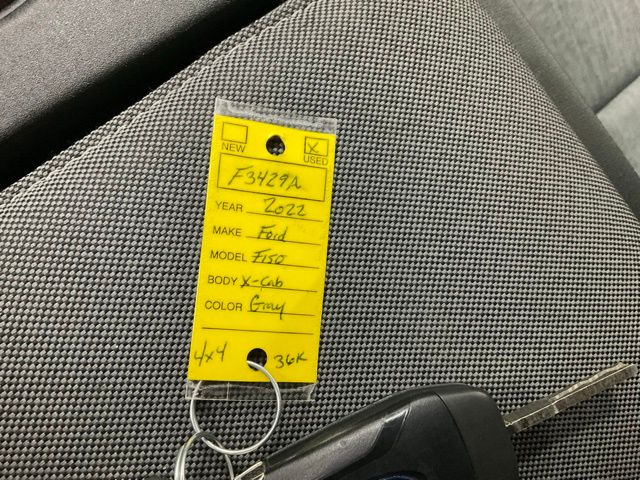 NEW X USED
F3429A
YEAR 2022
MAKE Ford
MODEL F150
BODY X-Cab
COLOR Gray
4x4 36K